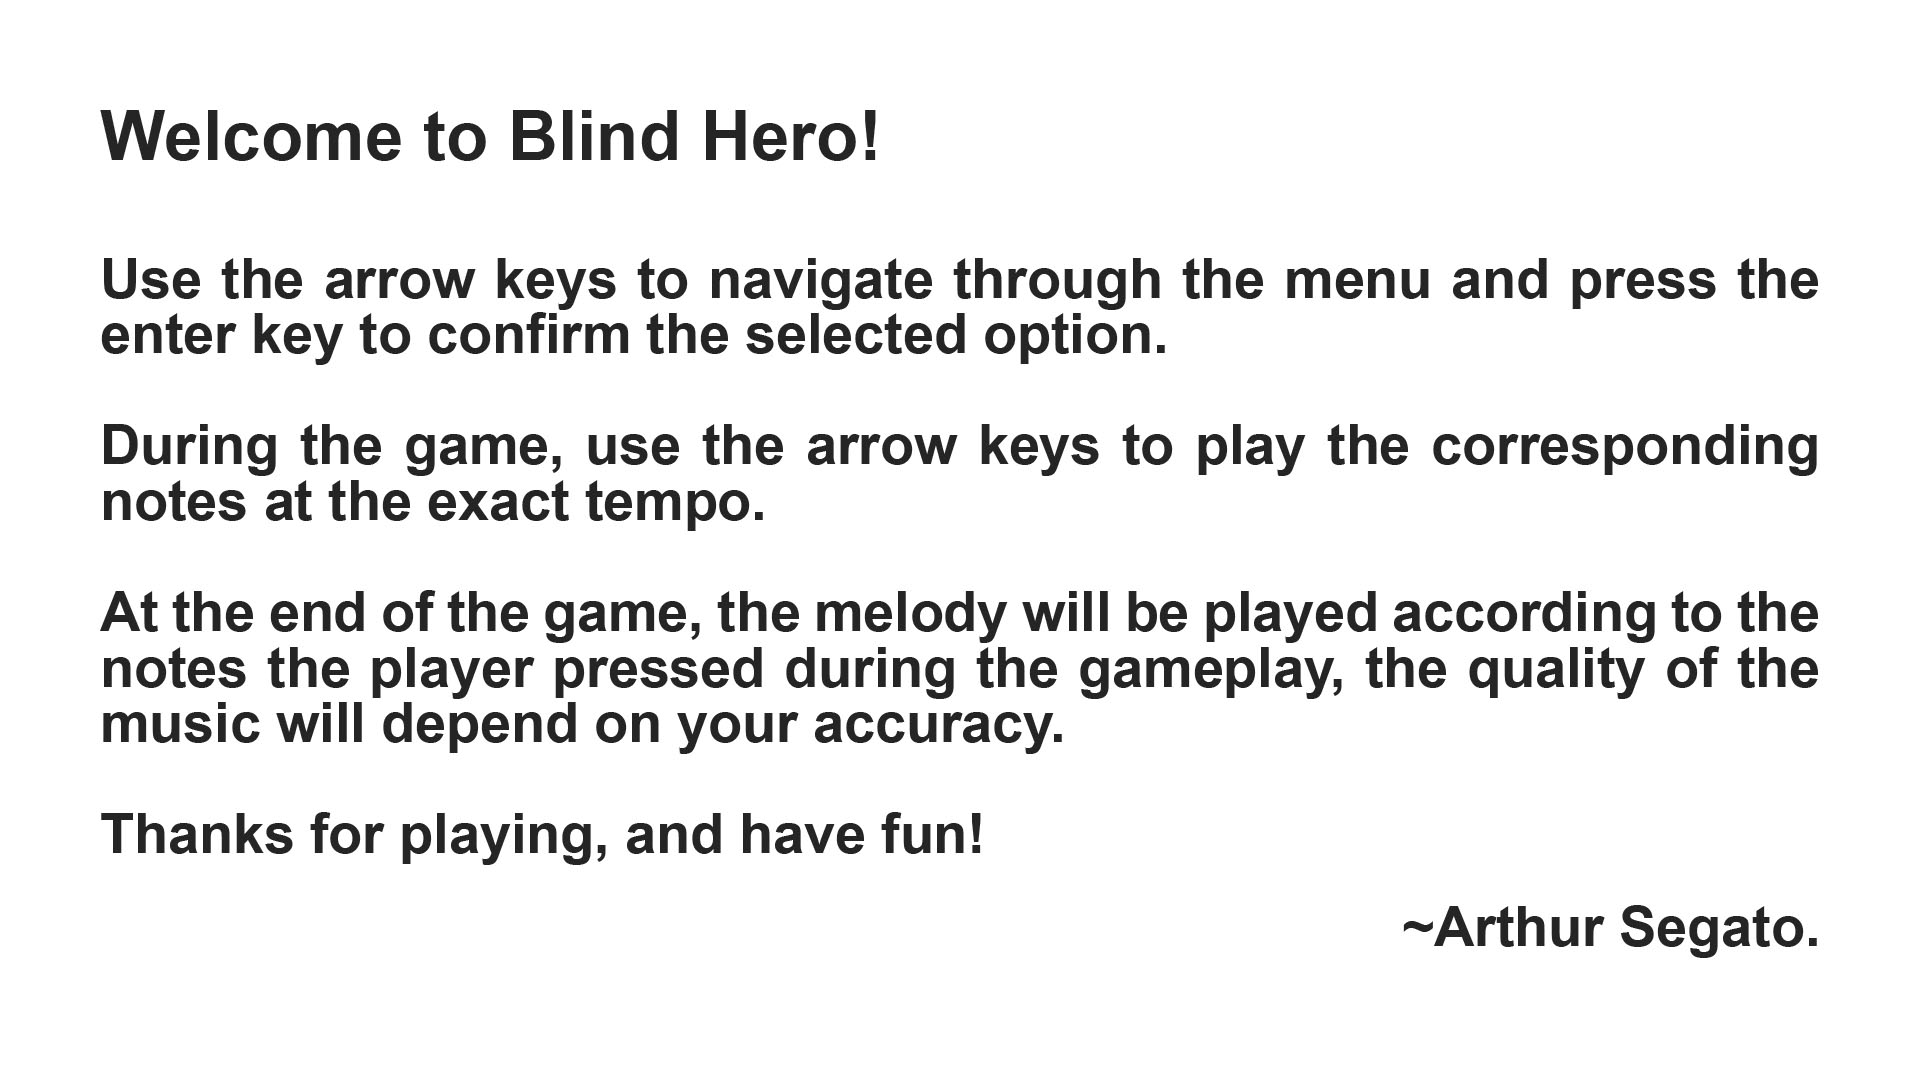 Welcome to Blind Hero!
Use the arrow keys to navigate through the menu and press the
enter key to confirm the selected option.
During the game, use the arrow keys to play the corresponding
notes at the exact tempo.
At the end of the game, the melody will be played according to the
notes the player pressed during the gameplay, the quality of the
music will depend on your accuracy.
Thanks for playing, and have fun!
~Arthur Segato.